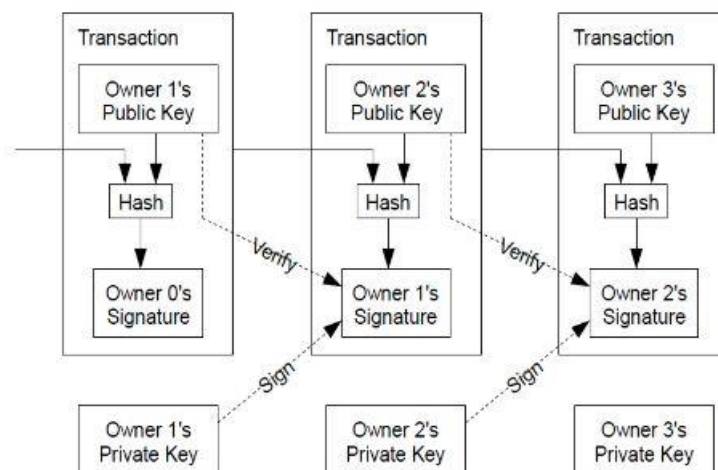 Transaction
Transaction
Transaction
Owner 1's
Public Key
Owner 2's
Public Key
Owner 3's
Public Key
Hash
Hash
Hash
Verify
Verify
Owner 0's
Signature
Owner 1's
Signature
Owner 2's
Signature
Sign
Sign
Owner 1's
Private Key
Owner 2's
Private Key
Owner 3's
Private Key